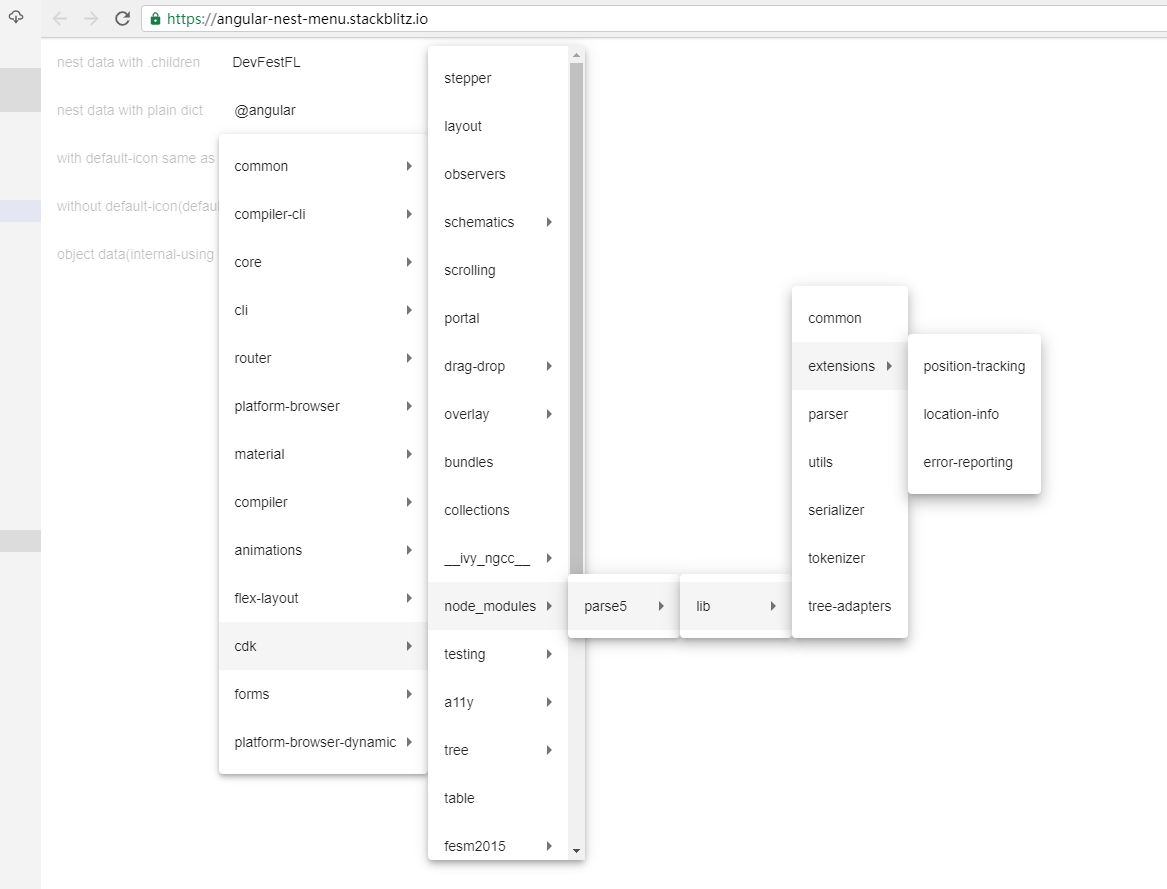 https://angular-nest-menu.stackblitz.io
nest data with .children
nest data with plain dict
with default-icon same as
without default-icon(defau
object data(internal-using
DevFestFL
@angular
common
compiler-cli
core
cli
router
platform-browser
material
compiler
animations
flex-layout
cdk
forms
platform-browser-dynamic
stepper
layout
observers
schematics
scrolling
portal
drag-drop
overlay
bundles
collections
__ivy_ngcc__
node_modules
testing
a11y
tree
table
fesm2015
parse5
lib
common
extensions
parser
utils
serializer
tokenizer
tree-adapters
position-tracking
location-info
error-reporting